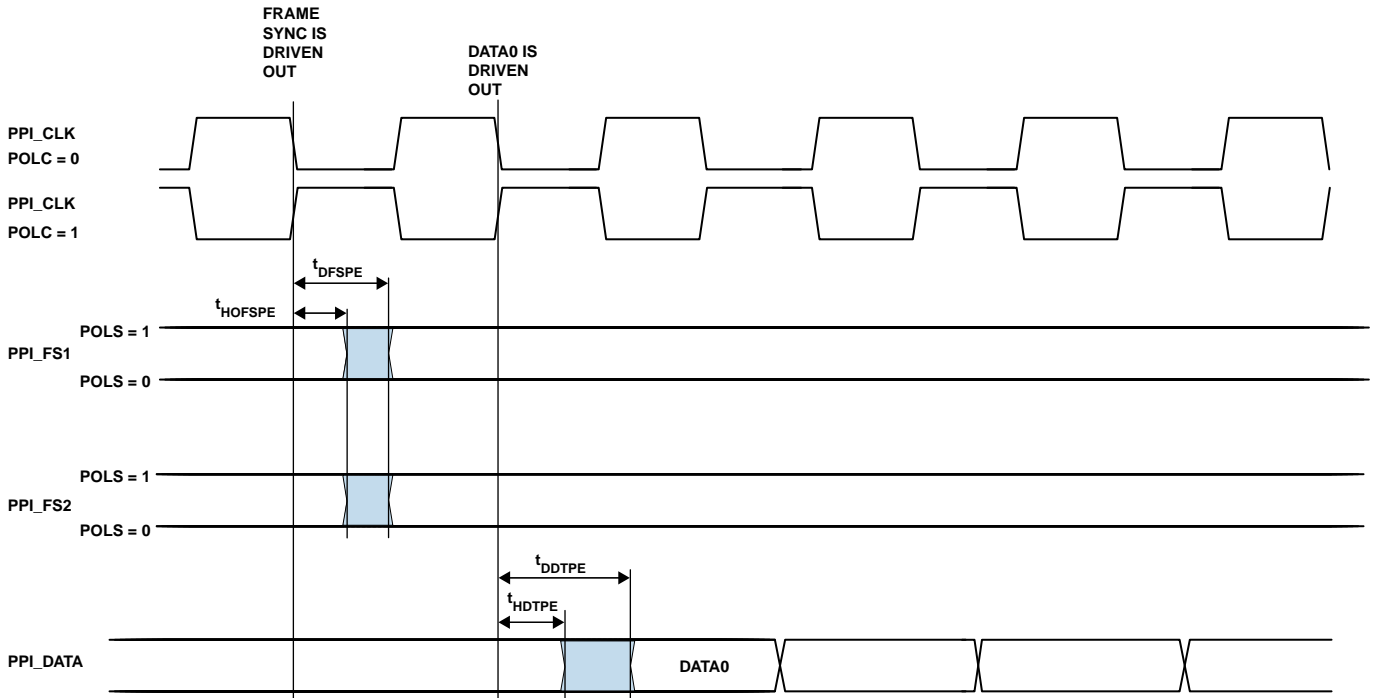 FRAME
SYNC IS
DRIVEN
OUT
DATA0 IS
DRIVEN
OUT
PPI_CLK
POLC = 0
PPI_CLK
POLC = 1
tDFSPE
tHOFSPE
POLS = 1
PPI_FS1
POLS = 0
POLS = 1
PPI_FS2
POLS = 0
tDDTPE
tHDTPE
PPI_DATA
DATA0